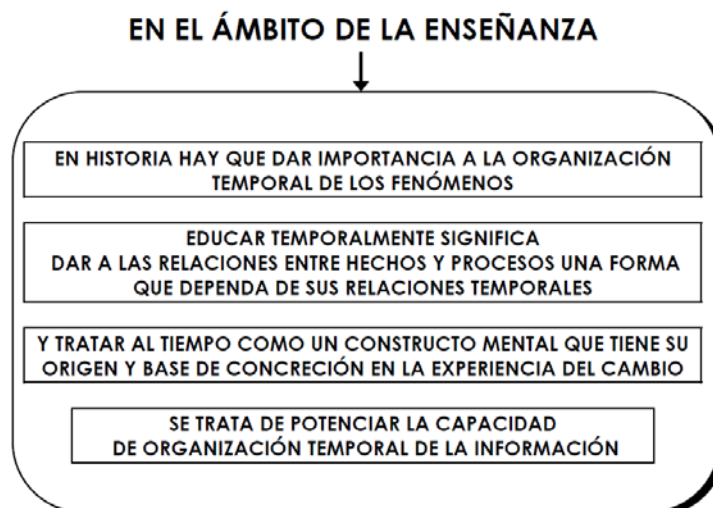 EN EL ÁMBITO DE LA ENSEÑANZA
EN HISTORIA HAY QUE DAR IMPORTANCIA A LA ORGANIZACIÓN
TEMPORAL DE LOS FENÓMENOS
EDUCAR TEMPORALMENTE SIGNIFICA
DAR A LAS RELACIONES ENTRE HECHOS Y PROCESOS UNA FORMA
QUE DEPENDA DE SUS RELACIONES TEMPORALES
Y TRATAR AL TIEMPO COMO UN CONSTRUCTO MENTAL QUE TIENE SU
ORIGEN Y BASE DE CONCRECIÓN EN LA EXPERIENCIA DEL CAMBIO
SE TRATA DE POTENCIAR LA CAPACIDAD
DE ORGANIZACIÓN TEMPORAL DE LA INFORMACIÓN